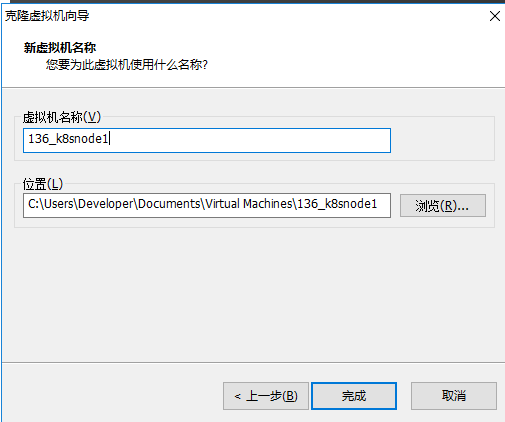 克隆虚拟机向导
新虚拟机名称
您要为此虚拟机使用什么名称?
虚拟机名称(V)
136_k8snode1
位置(L)
C:\Users\Developer\Documents\Virtual Machines\136_k8snode1
浏览(R)...
< 上一步(B)
完成
取消